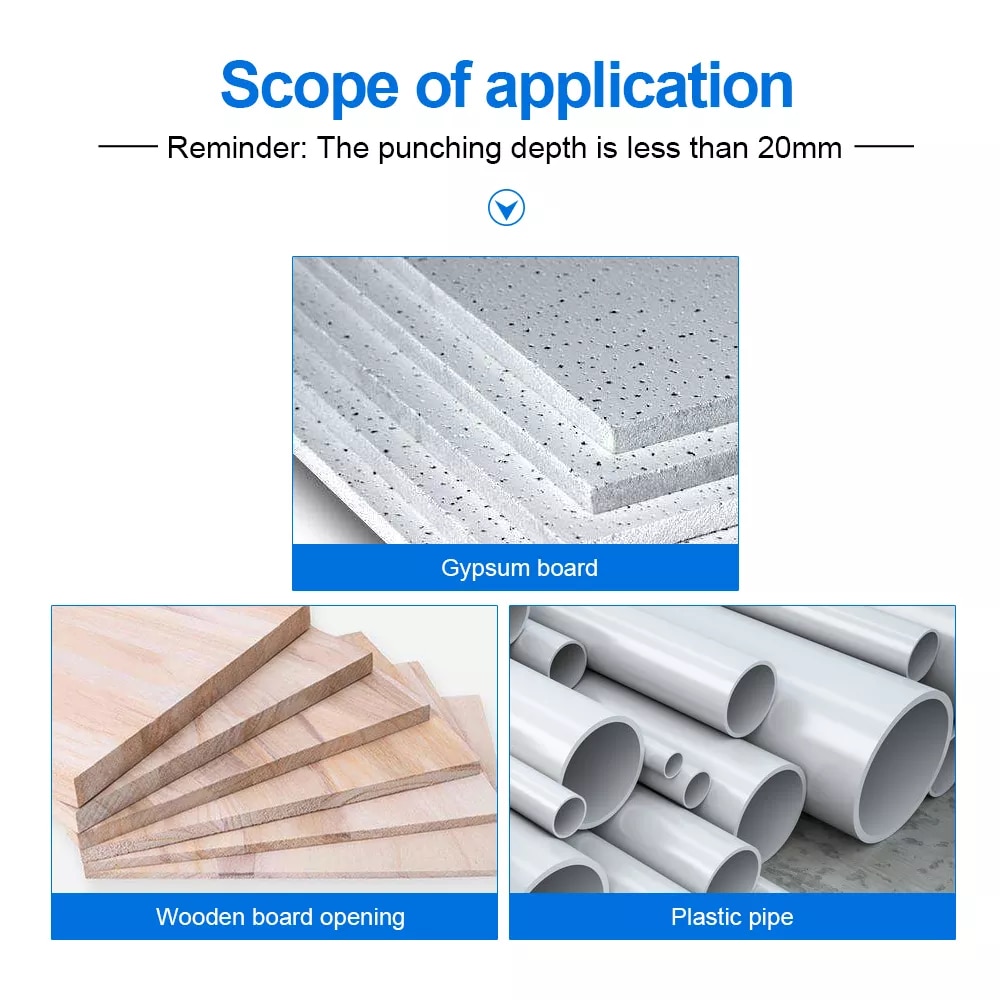 Scope of application
Reminder: The punching depth is less than 20mm
Gypsum board
Wooden board opening
Plastic pipe